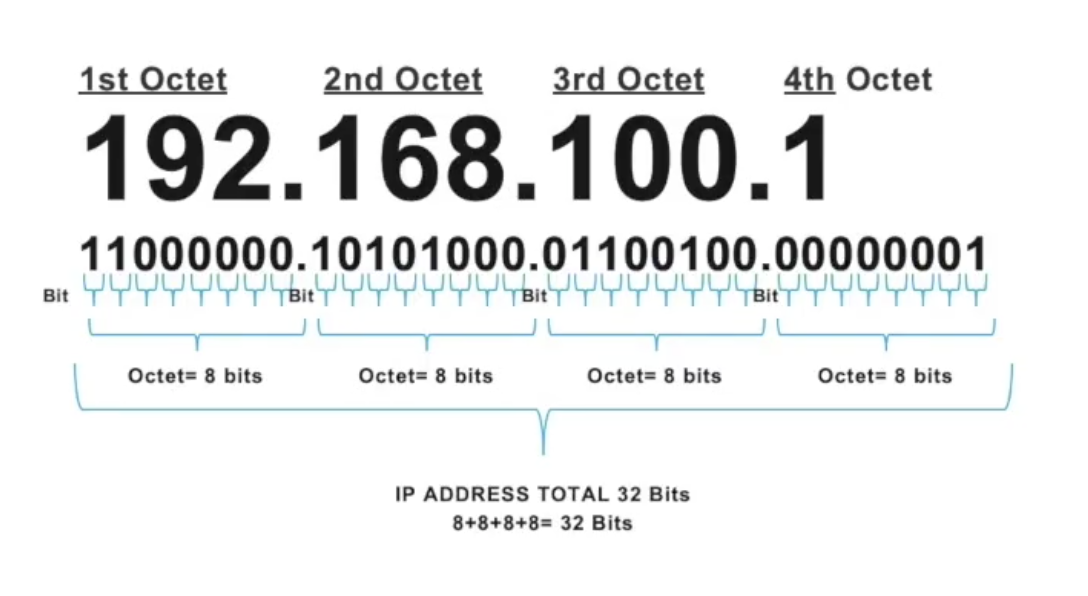 1st Octet 2nd Octet 3rd Octet 4th Octet
192.168.100.1
11000000.10101000.01100100.00000001
Bit Bit Bit Bit
Octet= 8 bits Octet= 8 bits Octet= 8 bits Octet= 8 bits
IP ADDRESS TOTAL 32 Bits
8+8+8+8= 32 Bits